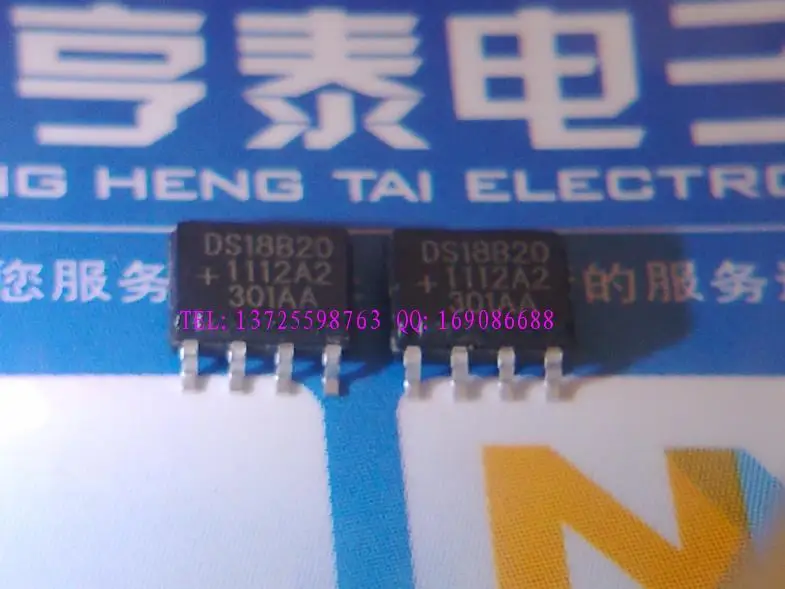 亨泰电子
NG HENG TAI ELECTRO
您服务
的服务
DS18B20
+1112A2
301AA
DS18B20
+1112A2
301AA
TEL:13725598763 QQ:169086688